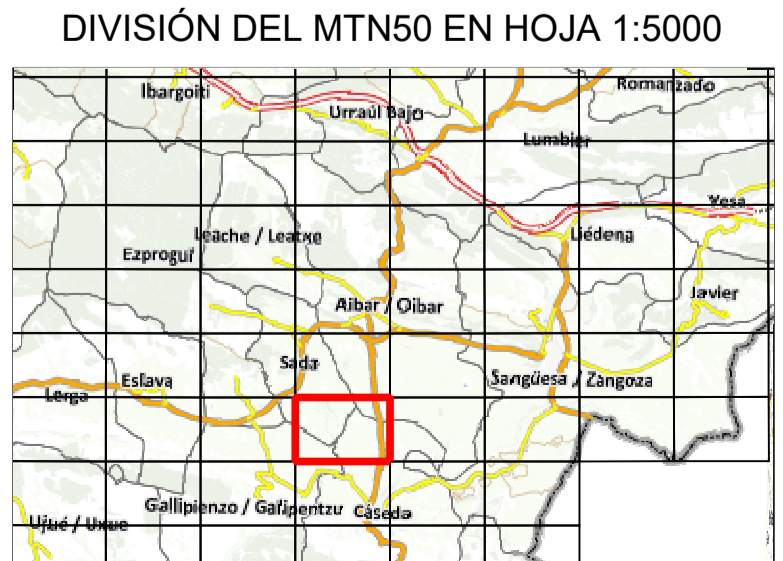 DIVISIÓN DEL MTN50 EN HOJA 1:5000
Ibargoiti
Romanzado
Urraúl Bajo
Lumbier
Yesa
Leache / Leatxe
Liédena
Ezprogui
Javier
Aibar / Oibar
Sada
Eslava
Sangüesa / Zangoza
Lerga
Gallipienzo / Galipentzu
Cáseda
Ujué / Uxue